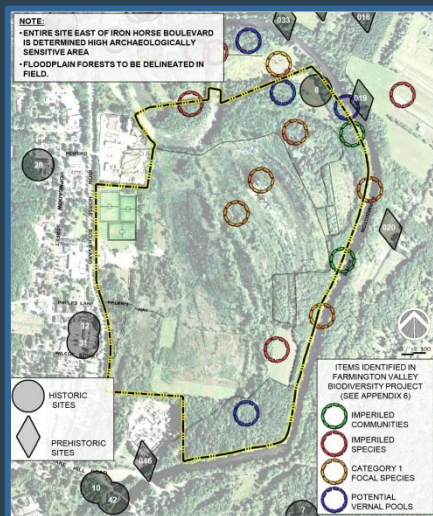 NOTE:
• ENTIRE SITE EAST OF IRON HORSE BOULEVARD
IS DETERMINED HIGH ARCHAEOLOGICALLY
SENSITIVE AREA
• FLOODPLAIN FORESTS TO BE DELINEATED IN
FIELD.
033
018
8
019
020
046
10
42
7
HISTORIC
SITES
PREHISTORIC
SITES
ITEMS IDENTIFIED IN
FARMINGTON VALLEY
BIODIVERSITY PROJECT
(SEE APPENDIX 6)
IMPERILED
COMMUNITIES
IMPERILED
SPECIES
CATEGORY 1
FOCAL SPECIES
POTENTIAL
VERNAL POOLS